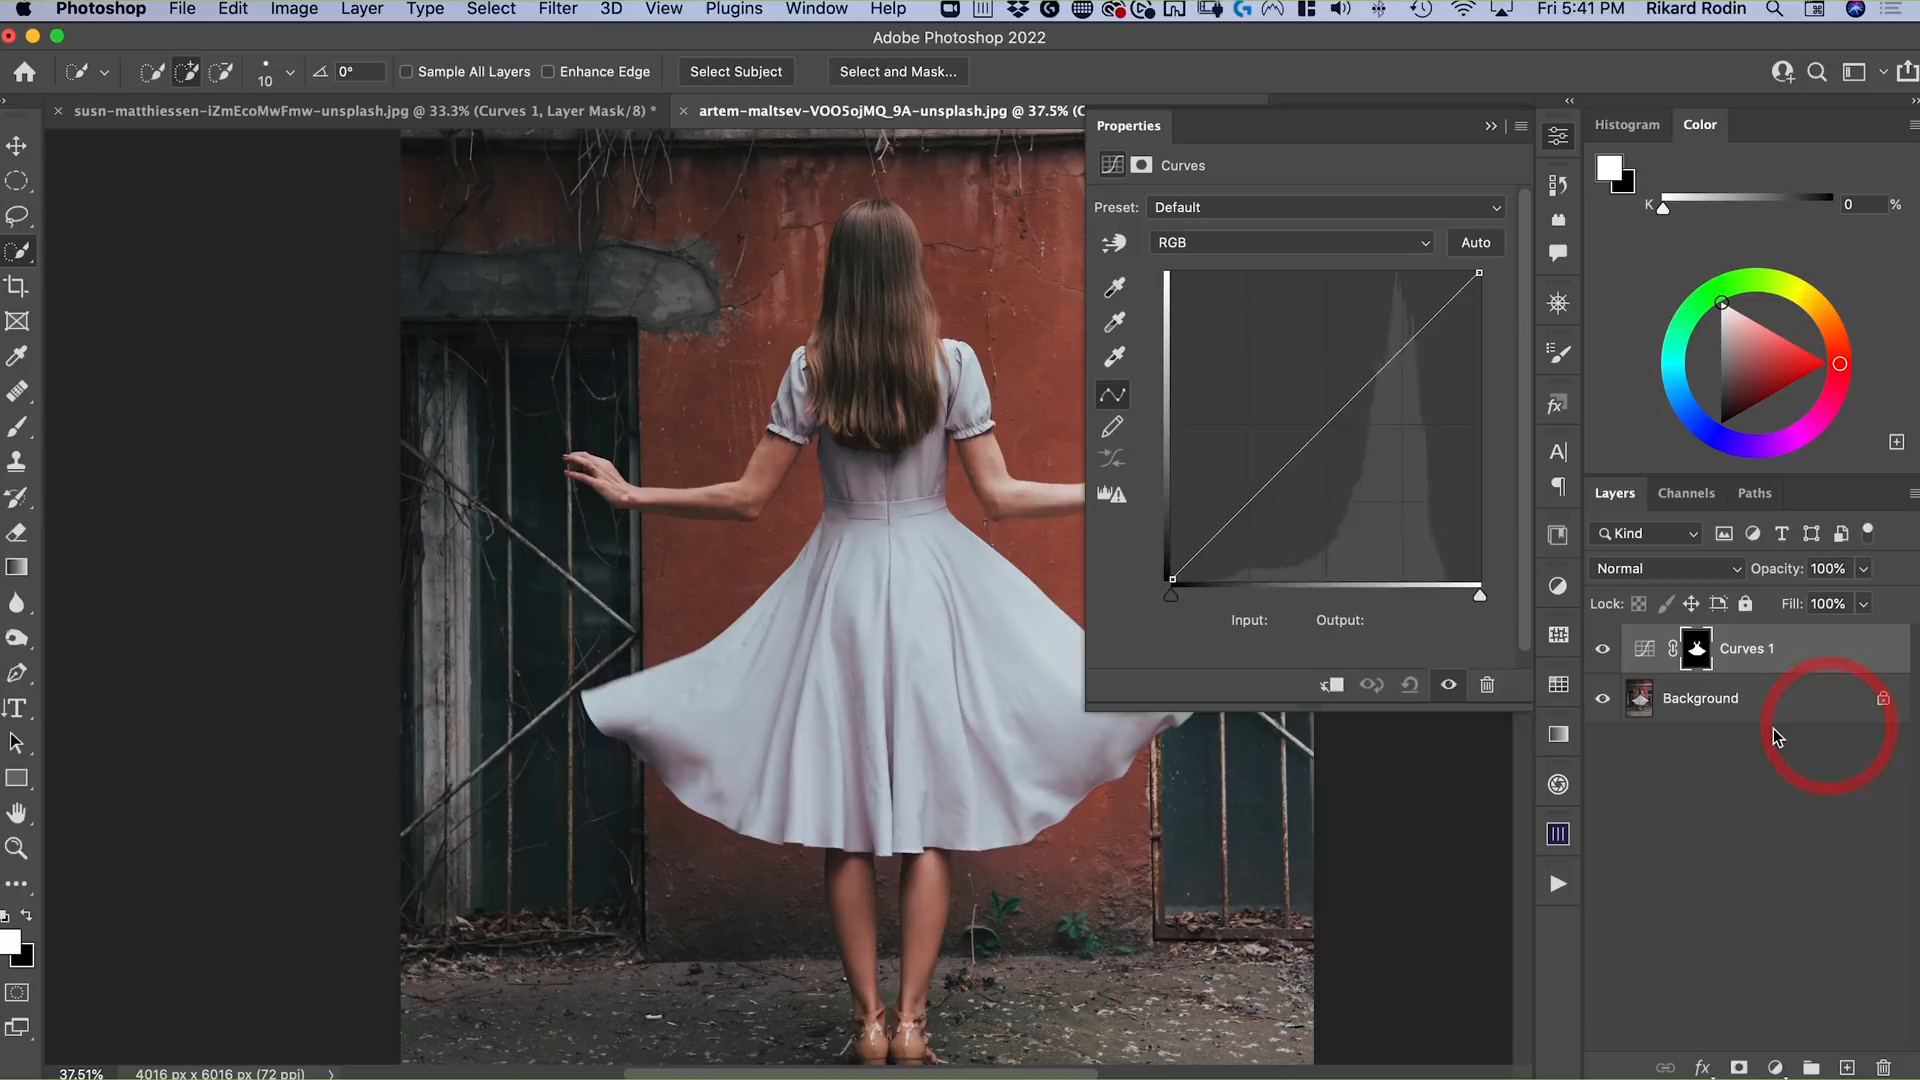 Photoshop File Edit Image Layer Type Select Filter 3D View Plugins Window Help Fri 5:41 PM Rikard Rodin
Adobe Photoshop 2022
10 0° Sample All Layers Enhance Edge Select Subject Select and Mask...
susn-matthiessen-iZmEcoMwFmw-unsplash.jpg @ 33.3% (Curves 1, Layer Mask/8) * artem-maltsev-VOO5ojMQ_9A-unsplash.jpg @ 37.5% (C
Properties
Curves
Preset: Default
RGB Auto
Input: Output:
Histogram Color
K 0 %
Layers Channels Paths
Kind
Normal Opacity: 100%
Lock: Fill: 100%
Curves 1
Background
37.51% 4016 px x 6016 px (72 ppi)